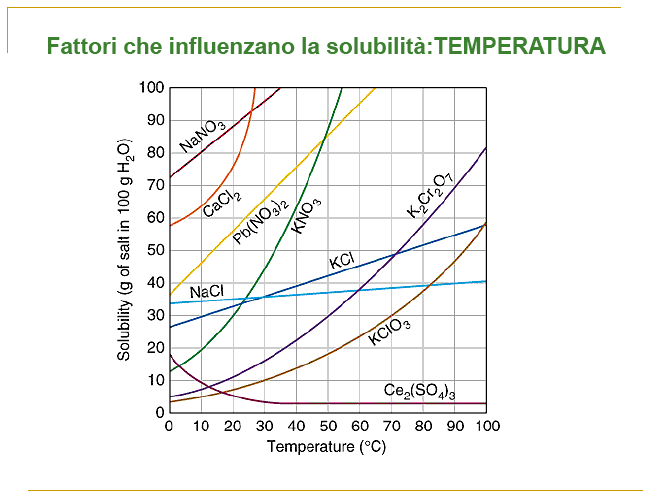 Fattori che influenzano la solubilità:TEMPERATURA
Solubility (g of salt in 100 g H₂O)
100
90
80
70
60
50
40
30
20
10
0
NaNO₃
CaCl₂
Pb(NO₃)₂
KNO₃
K₂Cr₂O₇
KCl
NaCl
KClO₃
Ce₂(SO₄)₃
0 10 20 30 40 50 60 70 80 90 100
Temperature (°C)